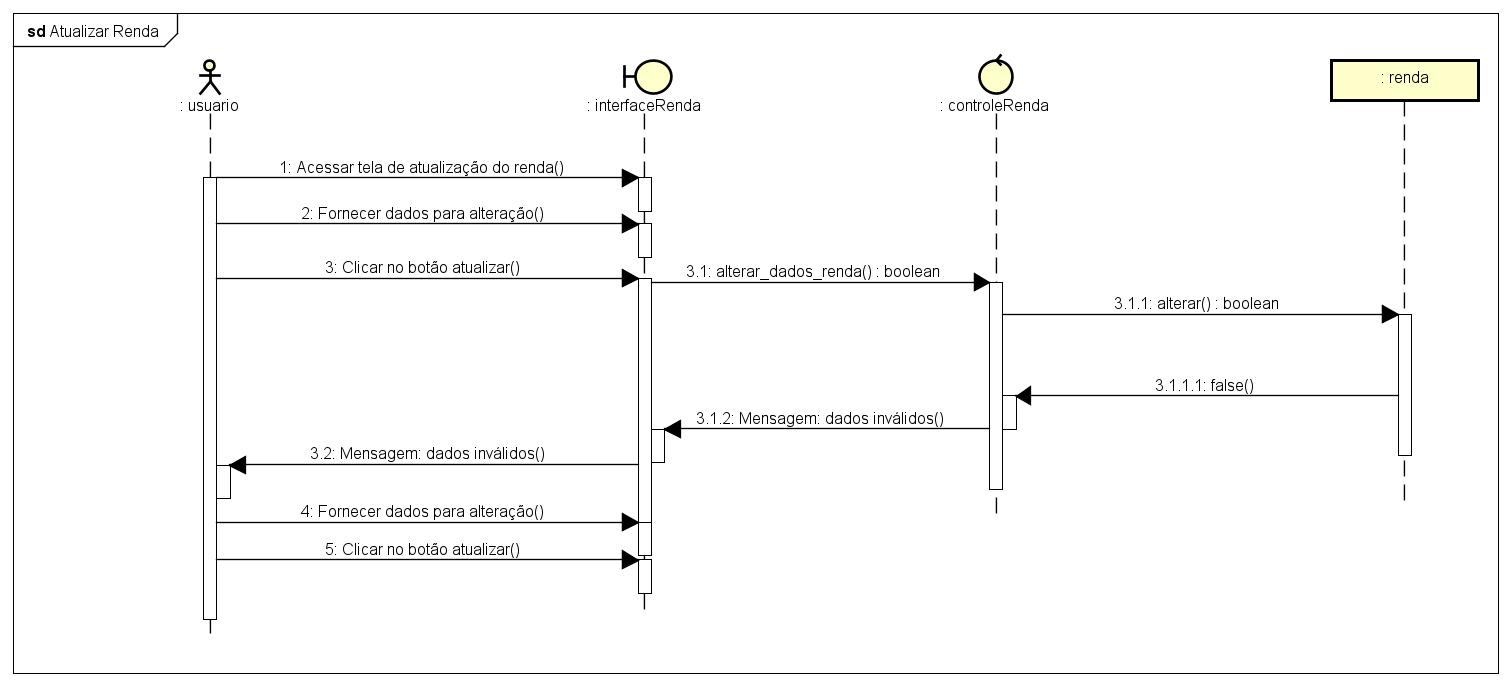 sd Atualizar Renda
: usuario
: interfaceRenda
: controleRenda
: renda
1: Acessar tela de atualização do renda()
2: Fornecer dados para alteração()
3: Clicar no botão atualizar()
3.1: alterar_dados_renda() : boolean
3.1.1: alterar() : boolean
3.1.1.1: false()
3.1.2: Mensagem: dados inválidos()
3.2: Mensagem: dados inválidos()
4: Fornecer dados para alteração()
5: Clicar no botão atualizar()